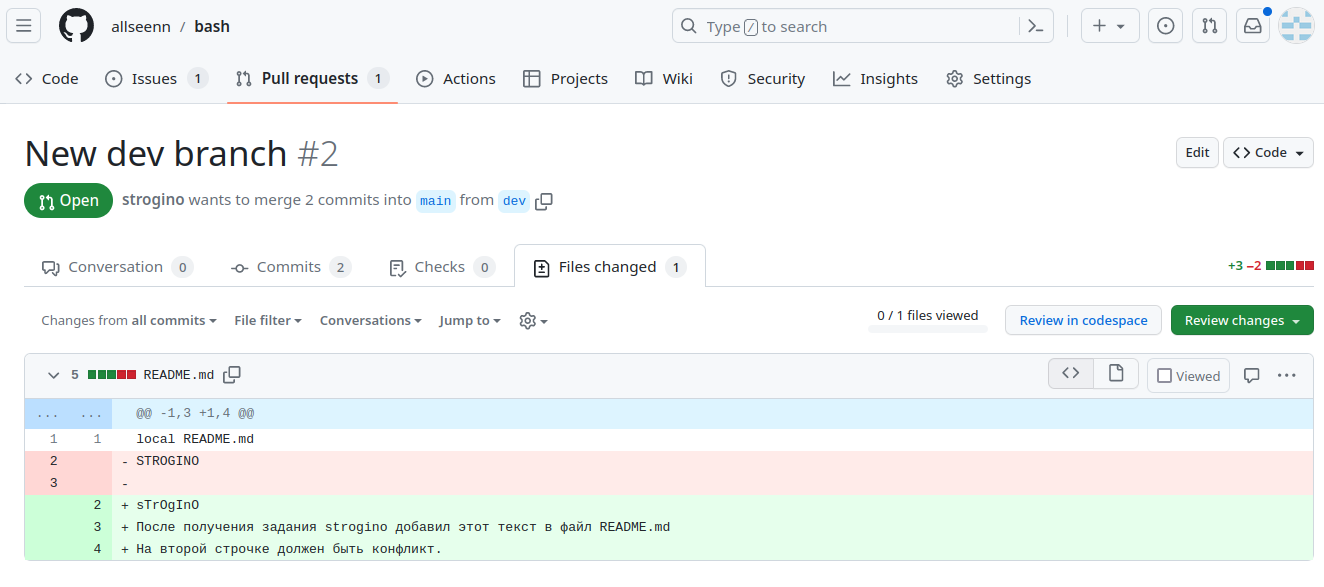 allseenn / bash
Type / to search
Code Issues 1 Pull requests 1 Actions Projects Wiki Security Insights Settings
New dev branch #2
Edit <> Code
Open strogino wants to merge 2 commits into main from dev
Conversation 0 Commits 2 Checks 0 Files changed 1 +3 −2
Changes from all commits File filter Conversations Jump to 0 / 1 files viewed Review in codespace Review changes
5 README.md Viewed
... ... @@ -1,3 +1,4 @@
1 1 local README.md
2 - STROGINO
3 -
2 + sTrOgInO
3 + После получения задания strogino добавил этот текст в файл README.md
4 + На второй строчке должен быть конфликт.